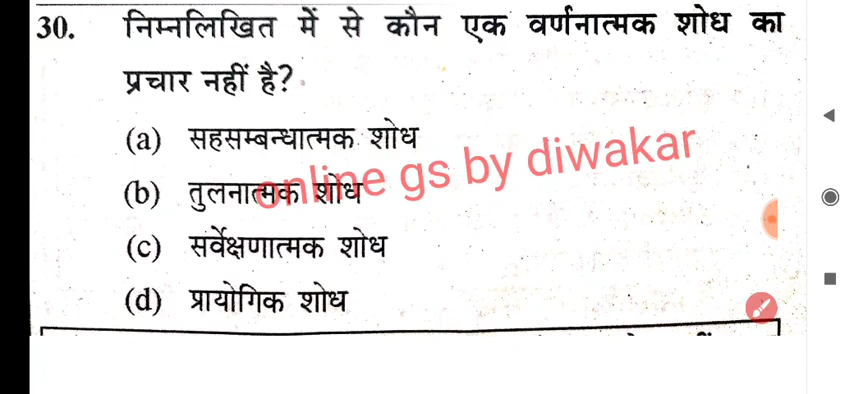 30. निम्नलिखित में से कौन एक वर्णनात्मक शोध का
प्रचार नहीं है?
(a) सहसम्बन्धात्मक शोध
(b) तुलनात्मक शोध
(c) सर्वेक्षणात्मक शोध
(d) प्रायोगिक शोध
online gs by diwakar